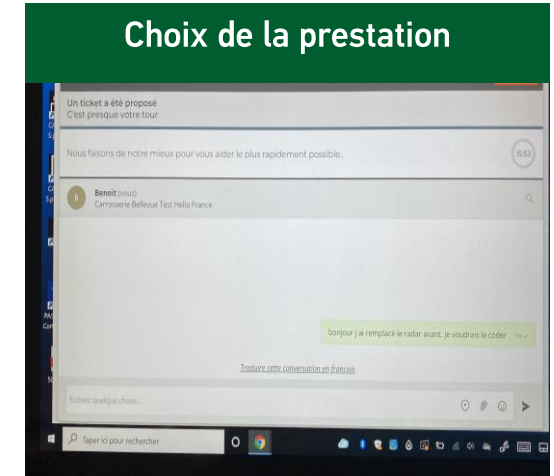 Choix de la prestation
Un ticket a été proposé
C'est presque votre tour
Nous faisons de notre mieux pour vous aider le plus rapidement possible..
15:53
B
Benoit (vous)
Carrosserie Bellevue Test Hella France
bonjour j ai remplacé le radar avant. je voudrais le coder
Traduire cette conversation en français
Écrivez quelque chose...
Taper ici pour rechercher